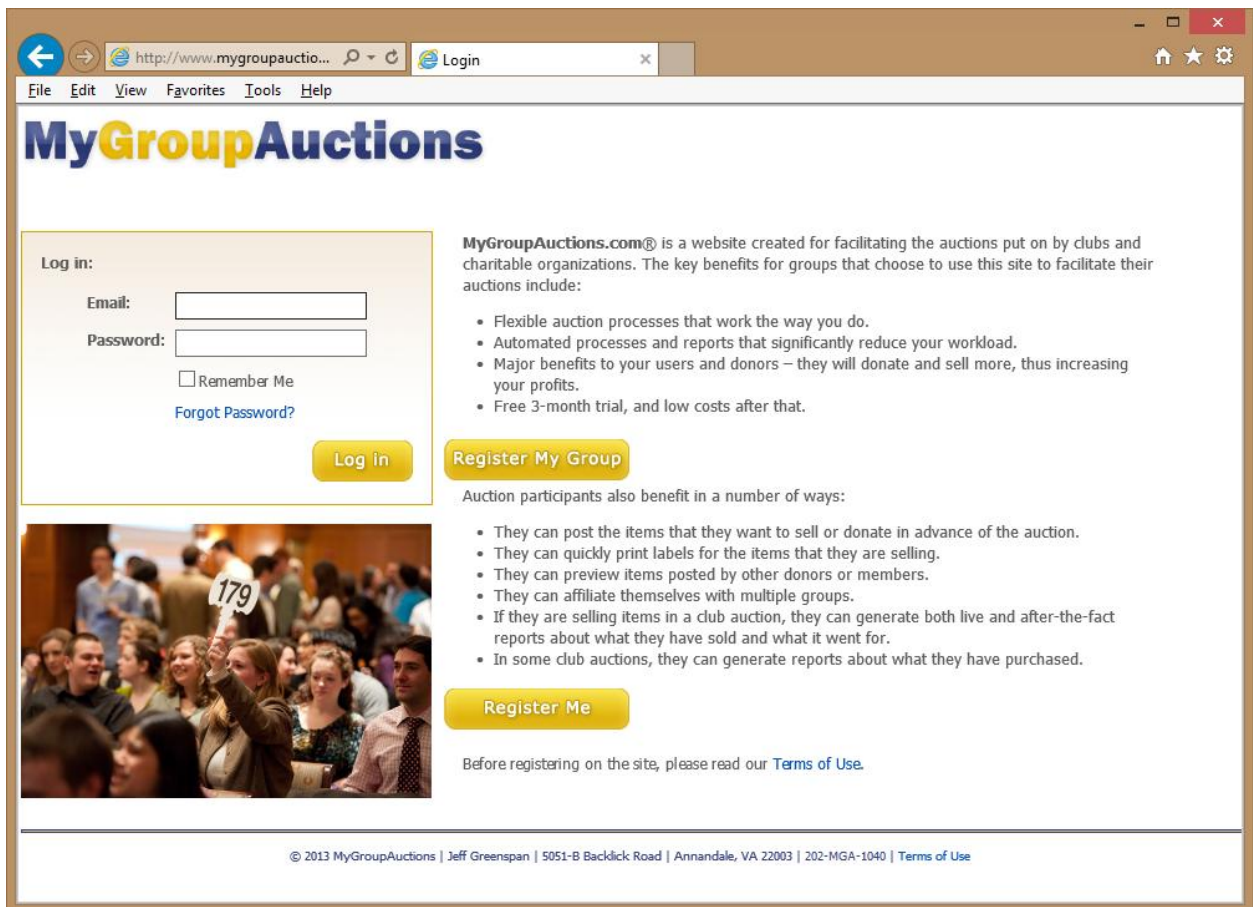 http://www.mygroupauctio...
Login
File Edit View Favorites Tools Help
MyGroupAuctions
Log in:
Email:
Password:
Remember Me
Forgot Password?
Log in
179
MyGroupAuctions.com® is a website created for facilitating the auctions put on by clubs and
charitable organizations. The key benefits for groups that choose to use this site to facilitate their
auctions include:
• Flexible auction processes that work the way you do.
• Automated processes and reports that significantly reduce your workload.
• Major benefits to your users and donors – they will donate and sell more, thus increasing
your profits.
• Free 3-month trial, and low costs after that.
Register My Group
Auction participants also benefit in a number of ways:
• They can post the items that they want to sell or donate in advance of the auction.
• They can quickly print labels for the items that they are selling.
• They can preview items posted by other donors or members.
• They can affiliate themselves with multiple groups.
• If they are selling items in a club auction, they can generate both live and after-the-fact
reports about what they have sold and what it went for.
• In some club auctions, they can generate reports about what they have purchased.
Register Me
Before registering on the site, please read our Terms of Use.
© 2013 MyGroupAuctions | Jeff Greenspan | 5051-B Backlick Road | Annandale, VA 22003 | 202-MGA-1040 | Terms of Use